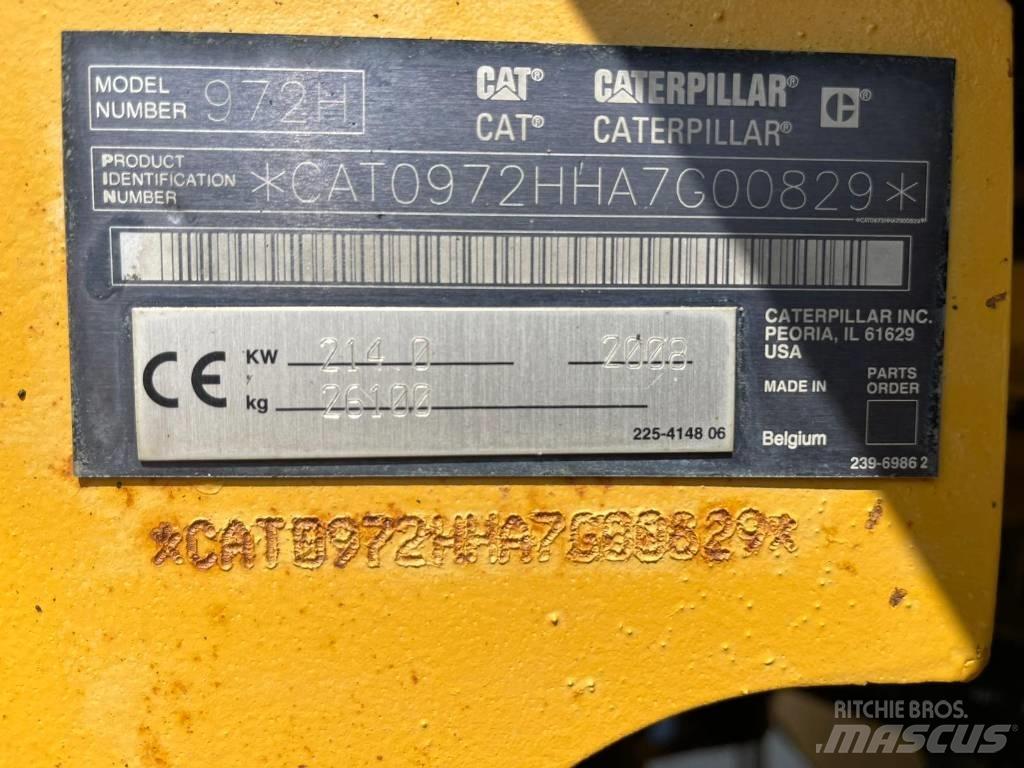 MODEL NUMBER 972H
CAT® CATERPILLAR® ®
CAT® CATERPILLAR®
PRODUCT IDENTIFICATION NUMBER *CAT0972HHA7G00829*
*CAT0972HHA7G00829*
CE
KW 214.0 2008
kg 26100
225-4148 06
CATERPILLAR INC.
PEORIA, IL 61629
USA
MADE IN
Belgium
PARTS
ORDER
239-6986 2
*CAT0972HHA7G00829*
RITCHIE BROS.
MASCUS